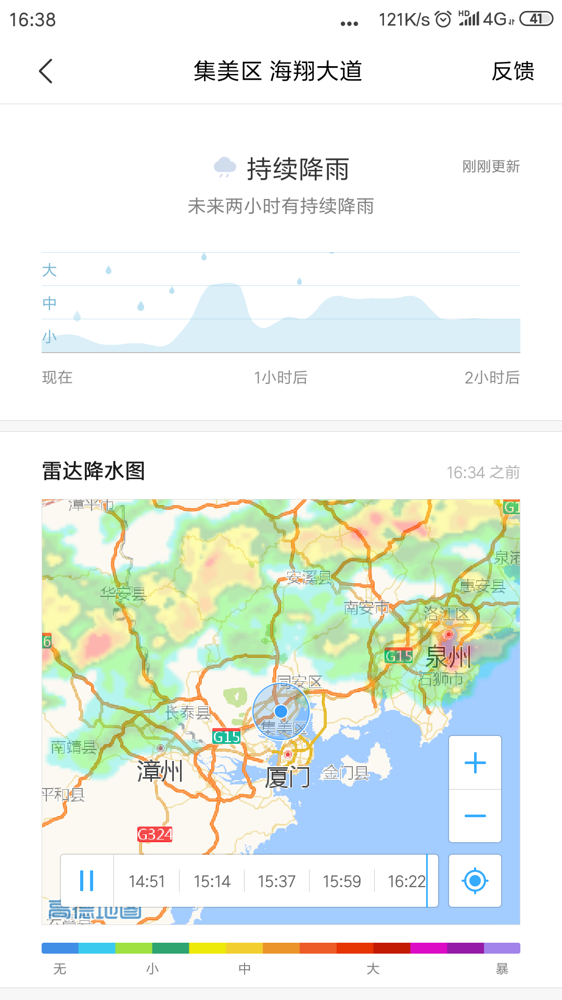 16:38 ... 121K/s HD 4G 41
集美区 海翔大道 反馈
持续降雨 刚刚更新
未来两小时有持续降雨
大
中
小
现在 1小时后 2小时后
雷达降水图 16:34 之前
漳平市 G1
泉港
安溪县 惠安县
华安县
南安市 洛江区
6 G15 泉州
石狮市
同安区
长泰县
集美区
G15
南靖县
漳州 厦门 金门县
平和县
G324
14:51 15:14 15:37 15:59 16:22
高德地图
云霄县
无 小 中 大 暴